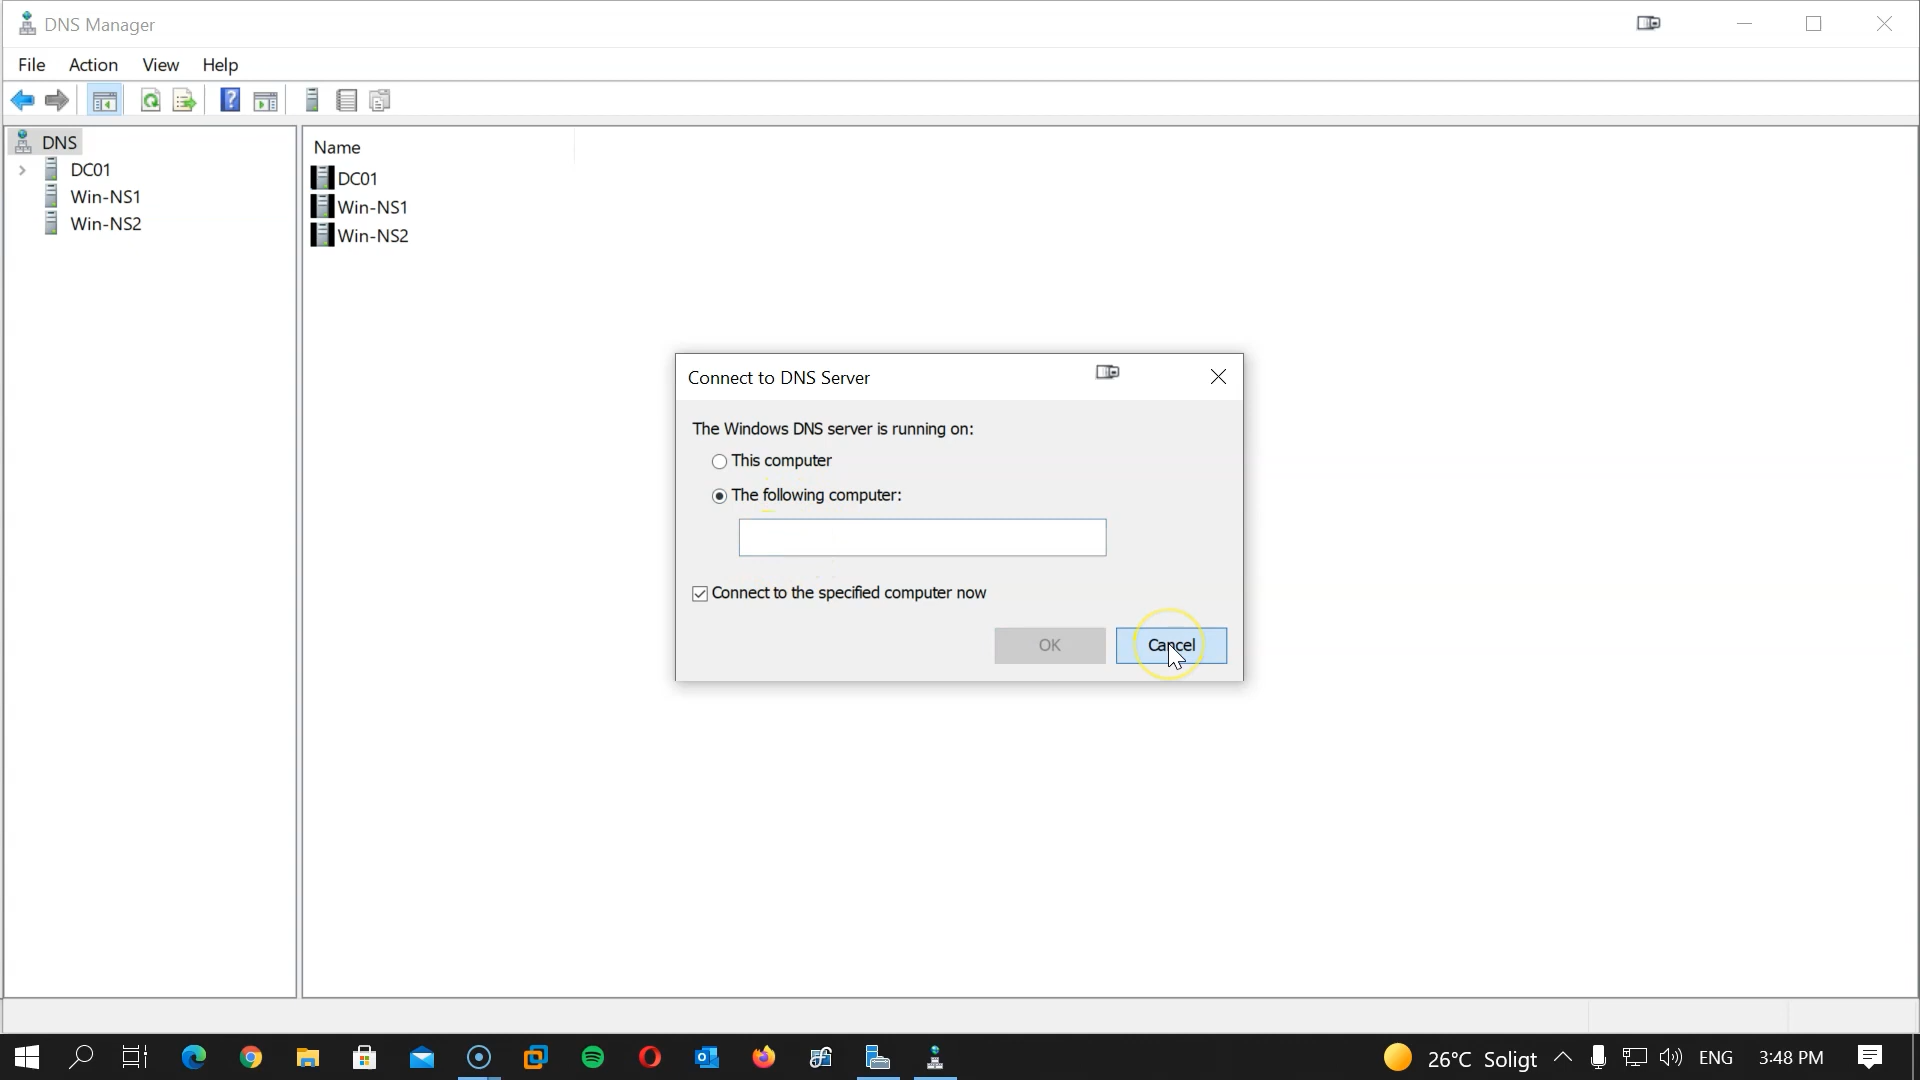 DNS Manager
File Action View Help
DNS
DC01
Win-NS1
Win-NS2
Name
DC01
Win-NS1
Win-NS2
Connect to DNS Server
The Windows DNS server is running on:
This computer
The following computer:
Connect to the specified computer now
OK Cancel
26°C Soligt ENG 3:48 PM